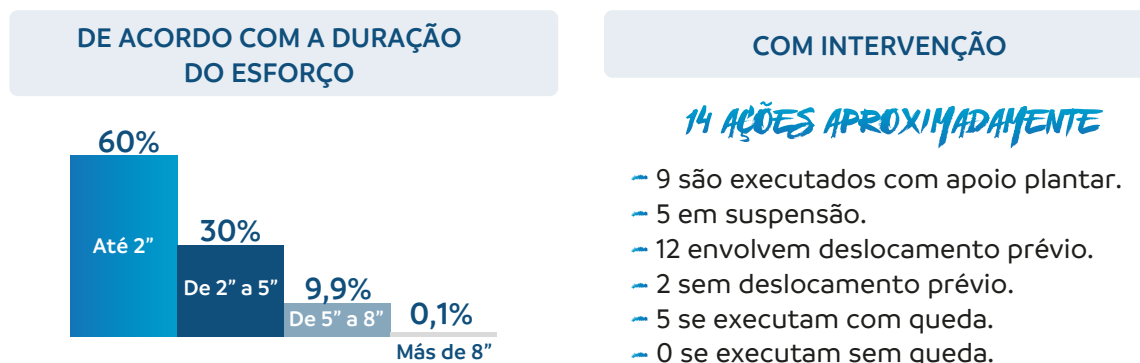 DE ACORDO COM A DURAÇÃO
DO ESFORÇO
60%
Até 2”
30%
De 2” a 5”
9,9%
De 5” a 8”
0,1%
Más de 8”
COM INTERVENÇÃO
14 AÇÕES APROXIMADAMENTE
9 são executados com apoio plantar.
5 em suspensão.
12 envolvem deslocamento prévio.
2 sem deslocamento prévio.
5 se executam com queda.
0 se executam sem queda.